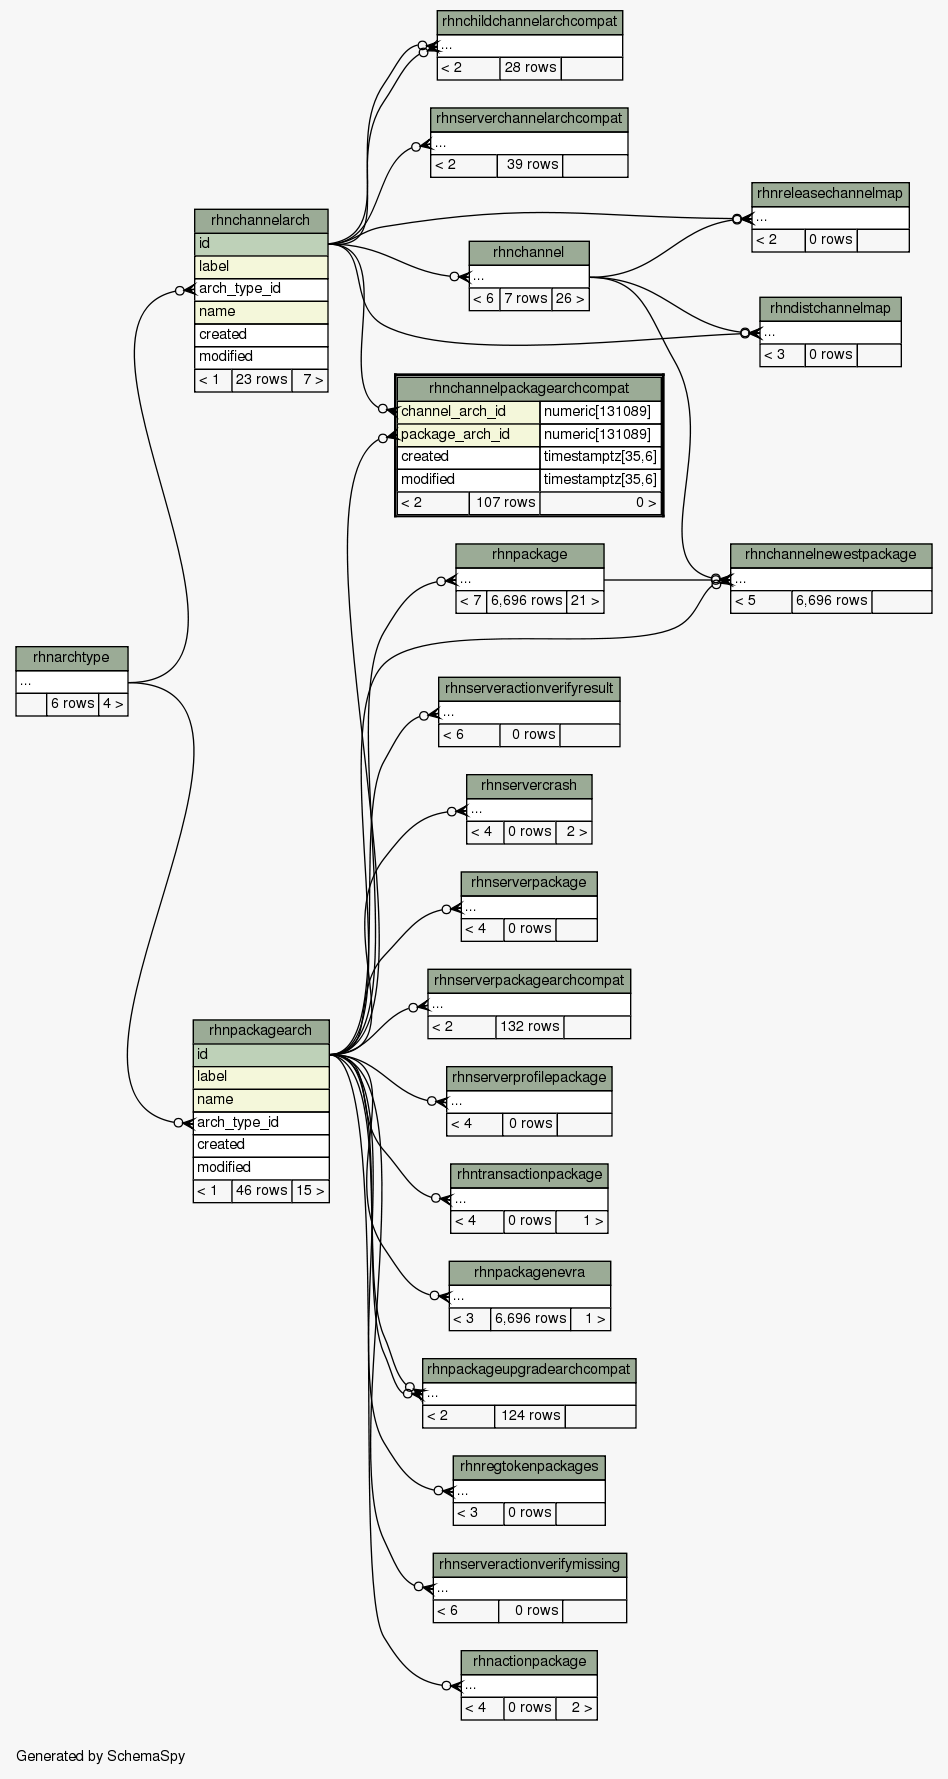 rhnchildchannelarchcompat
...
< 2 28 rows
rhnserverchannelarchcompat
...
< 2 39 rows
rhnreleasechannelmap
...
< 2 0 rows
rhnchannelarch
id
label
arch_type_id
name
created
modified
< 1 23 rows 7 >
rhnchannel
...
< 6 7 rows 26 >
rhndistchannelmap
...
< 3 0 rows
rhnchannelpackagearchcompat
channel_arch_id numeric[131089]
package_arch_id numeric[131089]
created timestamptz[35,6]
modified timestamptz[35,6]
< 2 107 rows 0 >
rhnpackage
...
< 7 6,696 rows 21 >
rhnchannelnewestpackage
...
< 5 6,696 rows
rhnarchtype
...
6 rows 4 >
rhnserveractionverifyresult
...
< 6 0 rows
rhnservercrash
...
< 4 0 rows 2 >
rhnserverpackage
...
< 4 0 rows
rhnserverpackagearchcompat
...
< 2 132 rows
rhnpackagearch
id
label
name
arch_type_id
created
modified
< 1 46 rows 15 >
rhnserverprofilepackage
...
< 4 0 rows
rhntransactionpackage
...
< 4 0 rows 1 >
rhnpackagenevra
...
< 3 6,696 rows 1 >
rhnpackageupgradearchcompat
...
< 2 124 rows
rhnregtokenpackages
...
< 3 0 rows
rhnserveractionverifymissing
...
< 6 0 rows
rhnactionpackage
...
< 4 0 rows 2 >
Generated by SchemaSpy